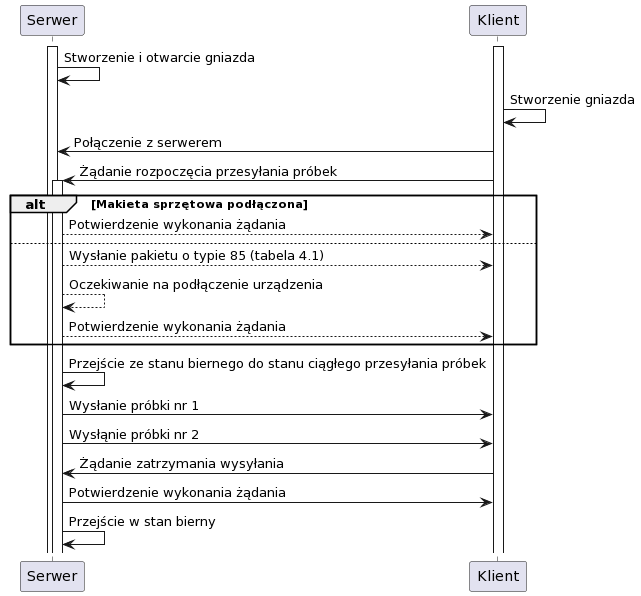 Serwer Klient
Stworzenie i otwarcie gniazda
Stworzenie gniazda
Połączenie z serwerem
Żądanie rozpoczęcia przesyłania próbek
alt [Makieta sprzętowa podłączona]
Potwierdzenie wykonania żądania
Wysłanie pakietu o typie 85 (tabela 4.1)
Oczekiwanie na podłączenie urządzenia
Potwierdzenie wykonania żądania
Przejście ze stanu biernego do stanu ciągłego przesyłania próbek
Wysłanie próbki nr 1
Wysłąnie próbki nr 2
Żądanie zatrzymania wysyłania
Potwierdzenie wykonania żądania
Przejście w stan bierny
Serwer Klient